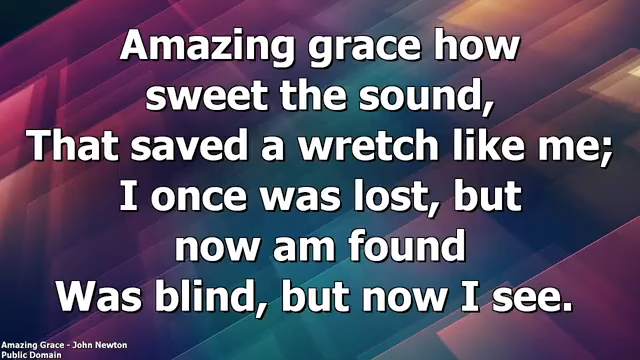 Amazing grace how
sweet the sound,
That saved a wretch like me;
I once was lost, but
now am found
Was blind, but now I see.
Amazing Grace - John Newton
Public Domain